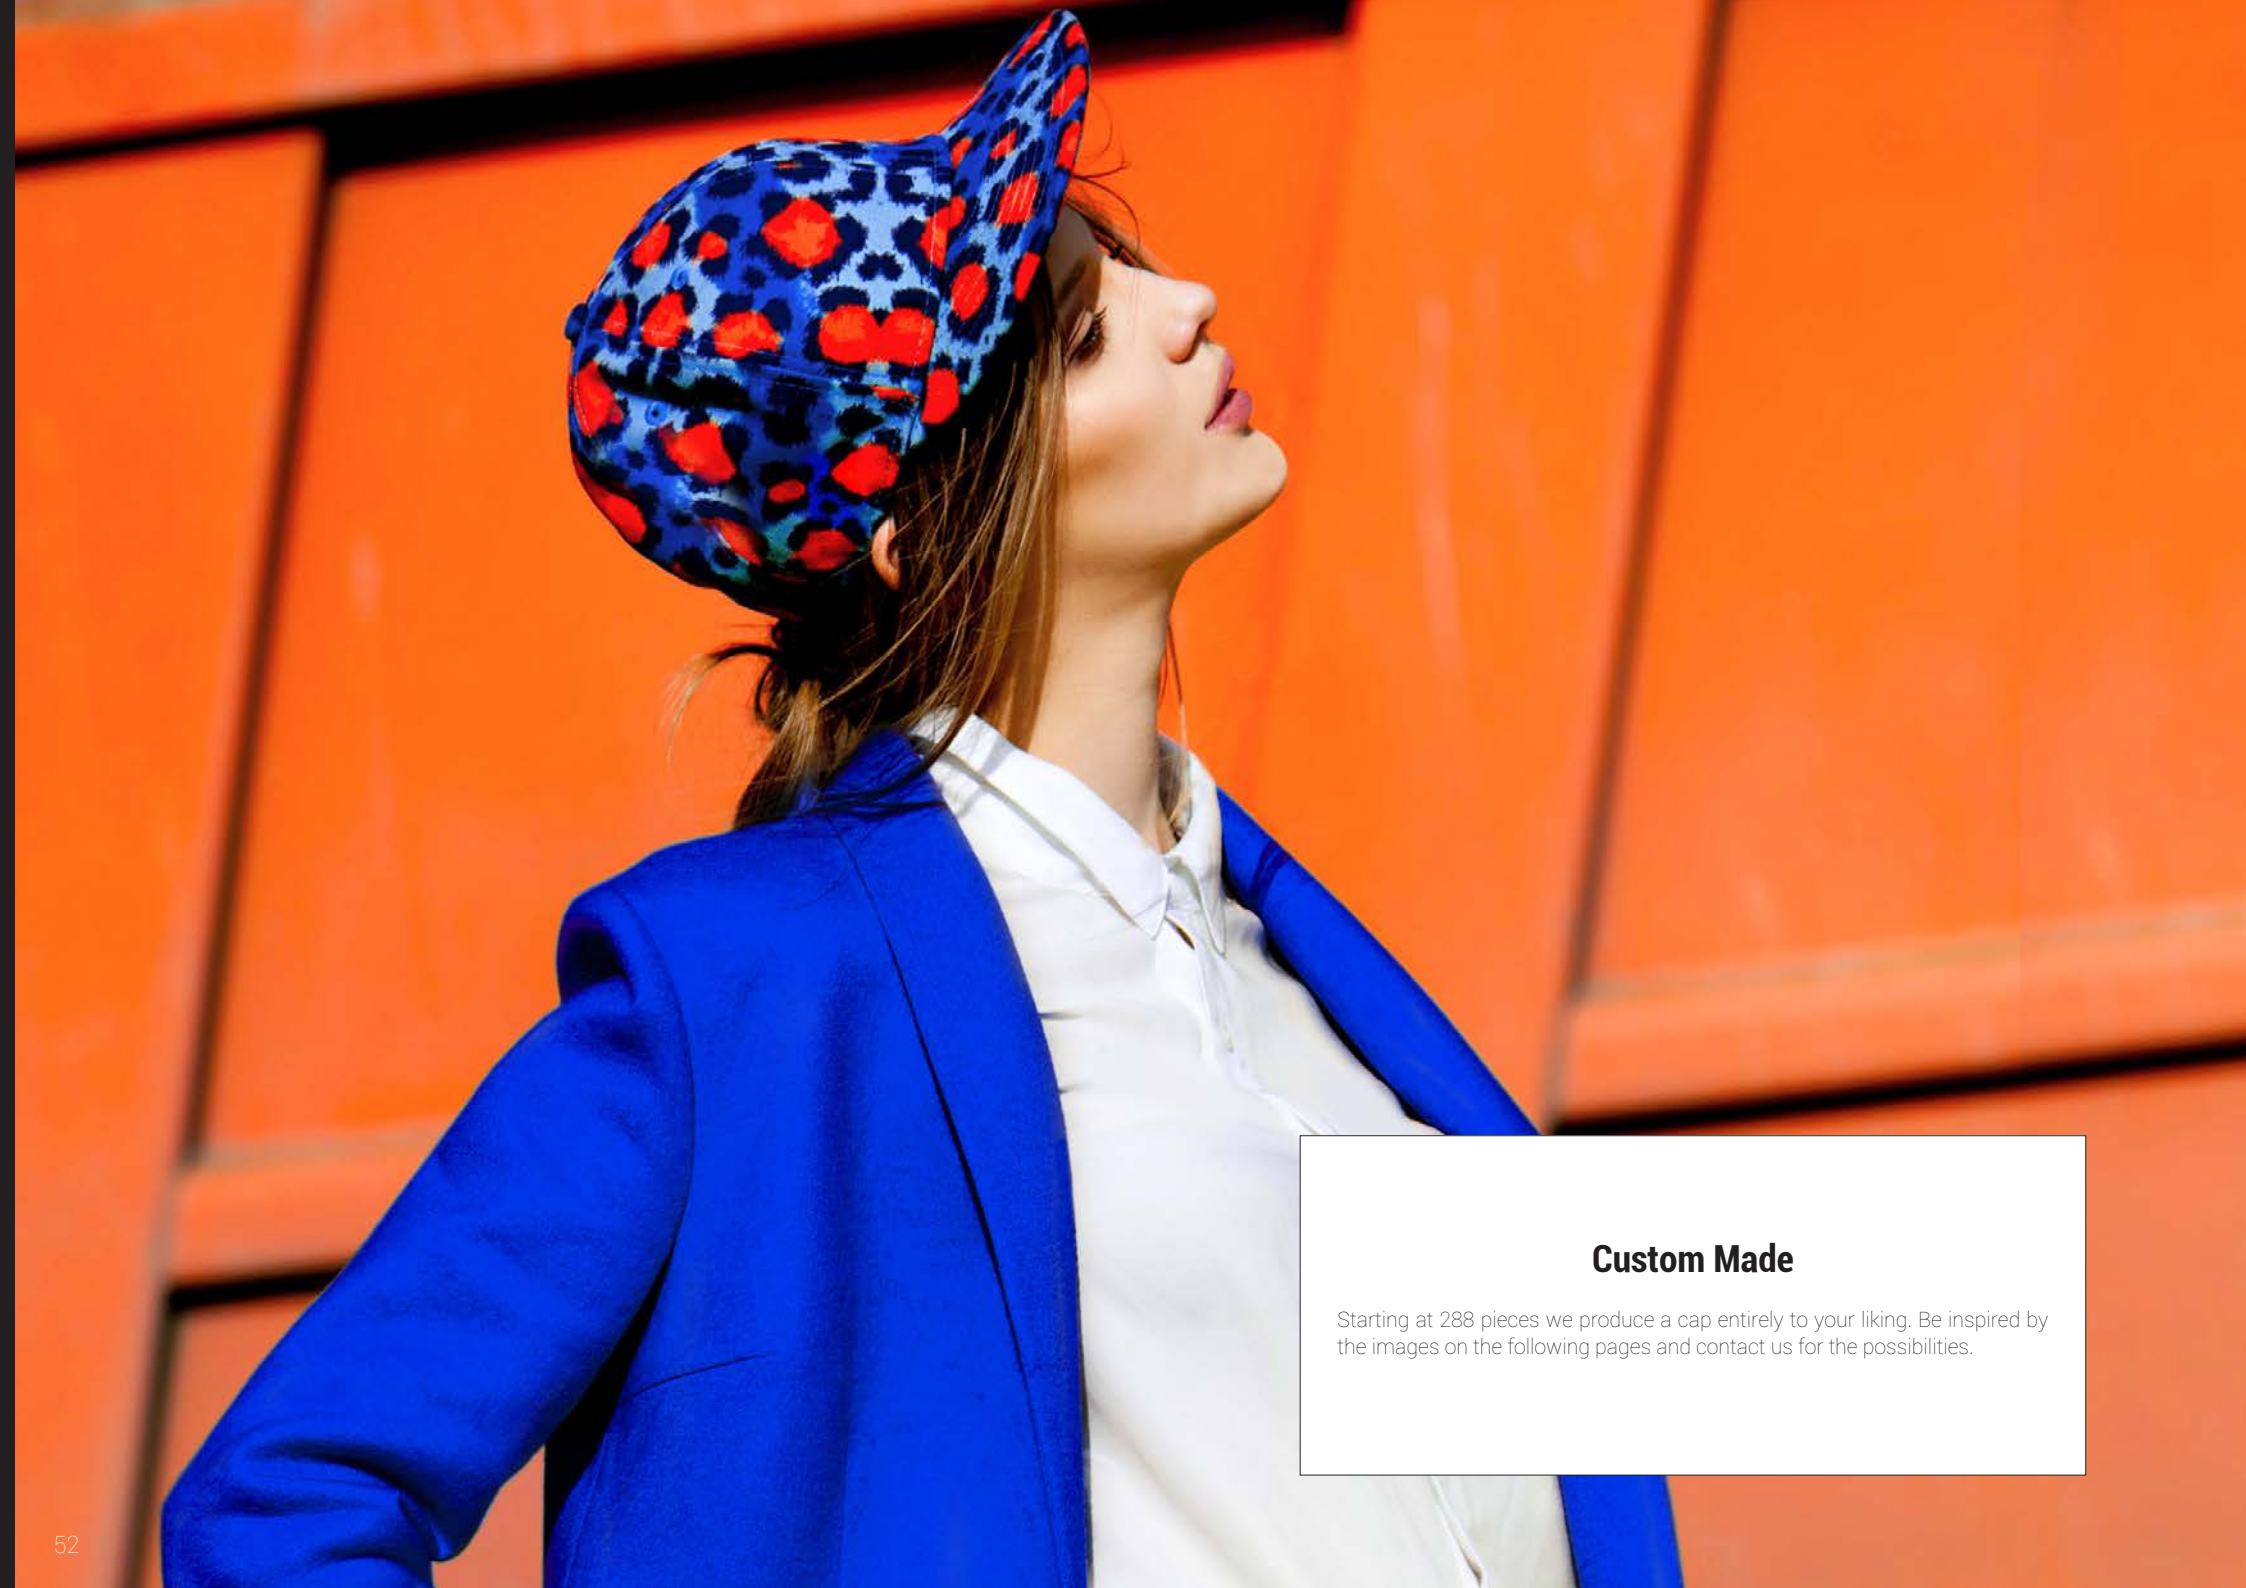 Custom Made
Starting at 288 pieces we produce a cap entirely to your liking. Be inspired by
the images on the following pages and contact us for the possibilities.
52